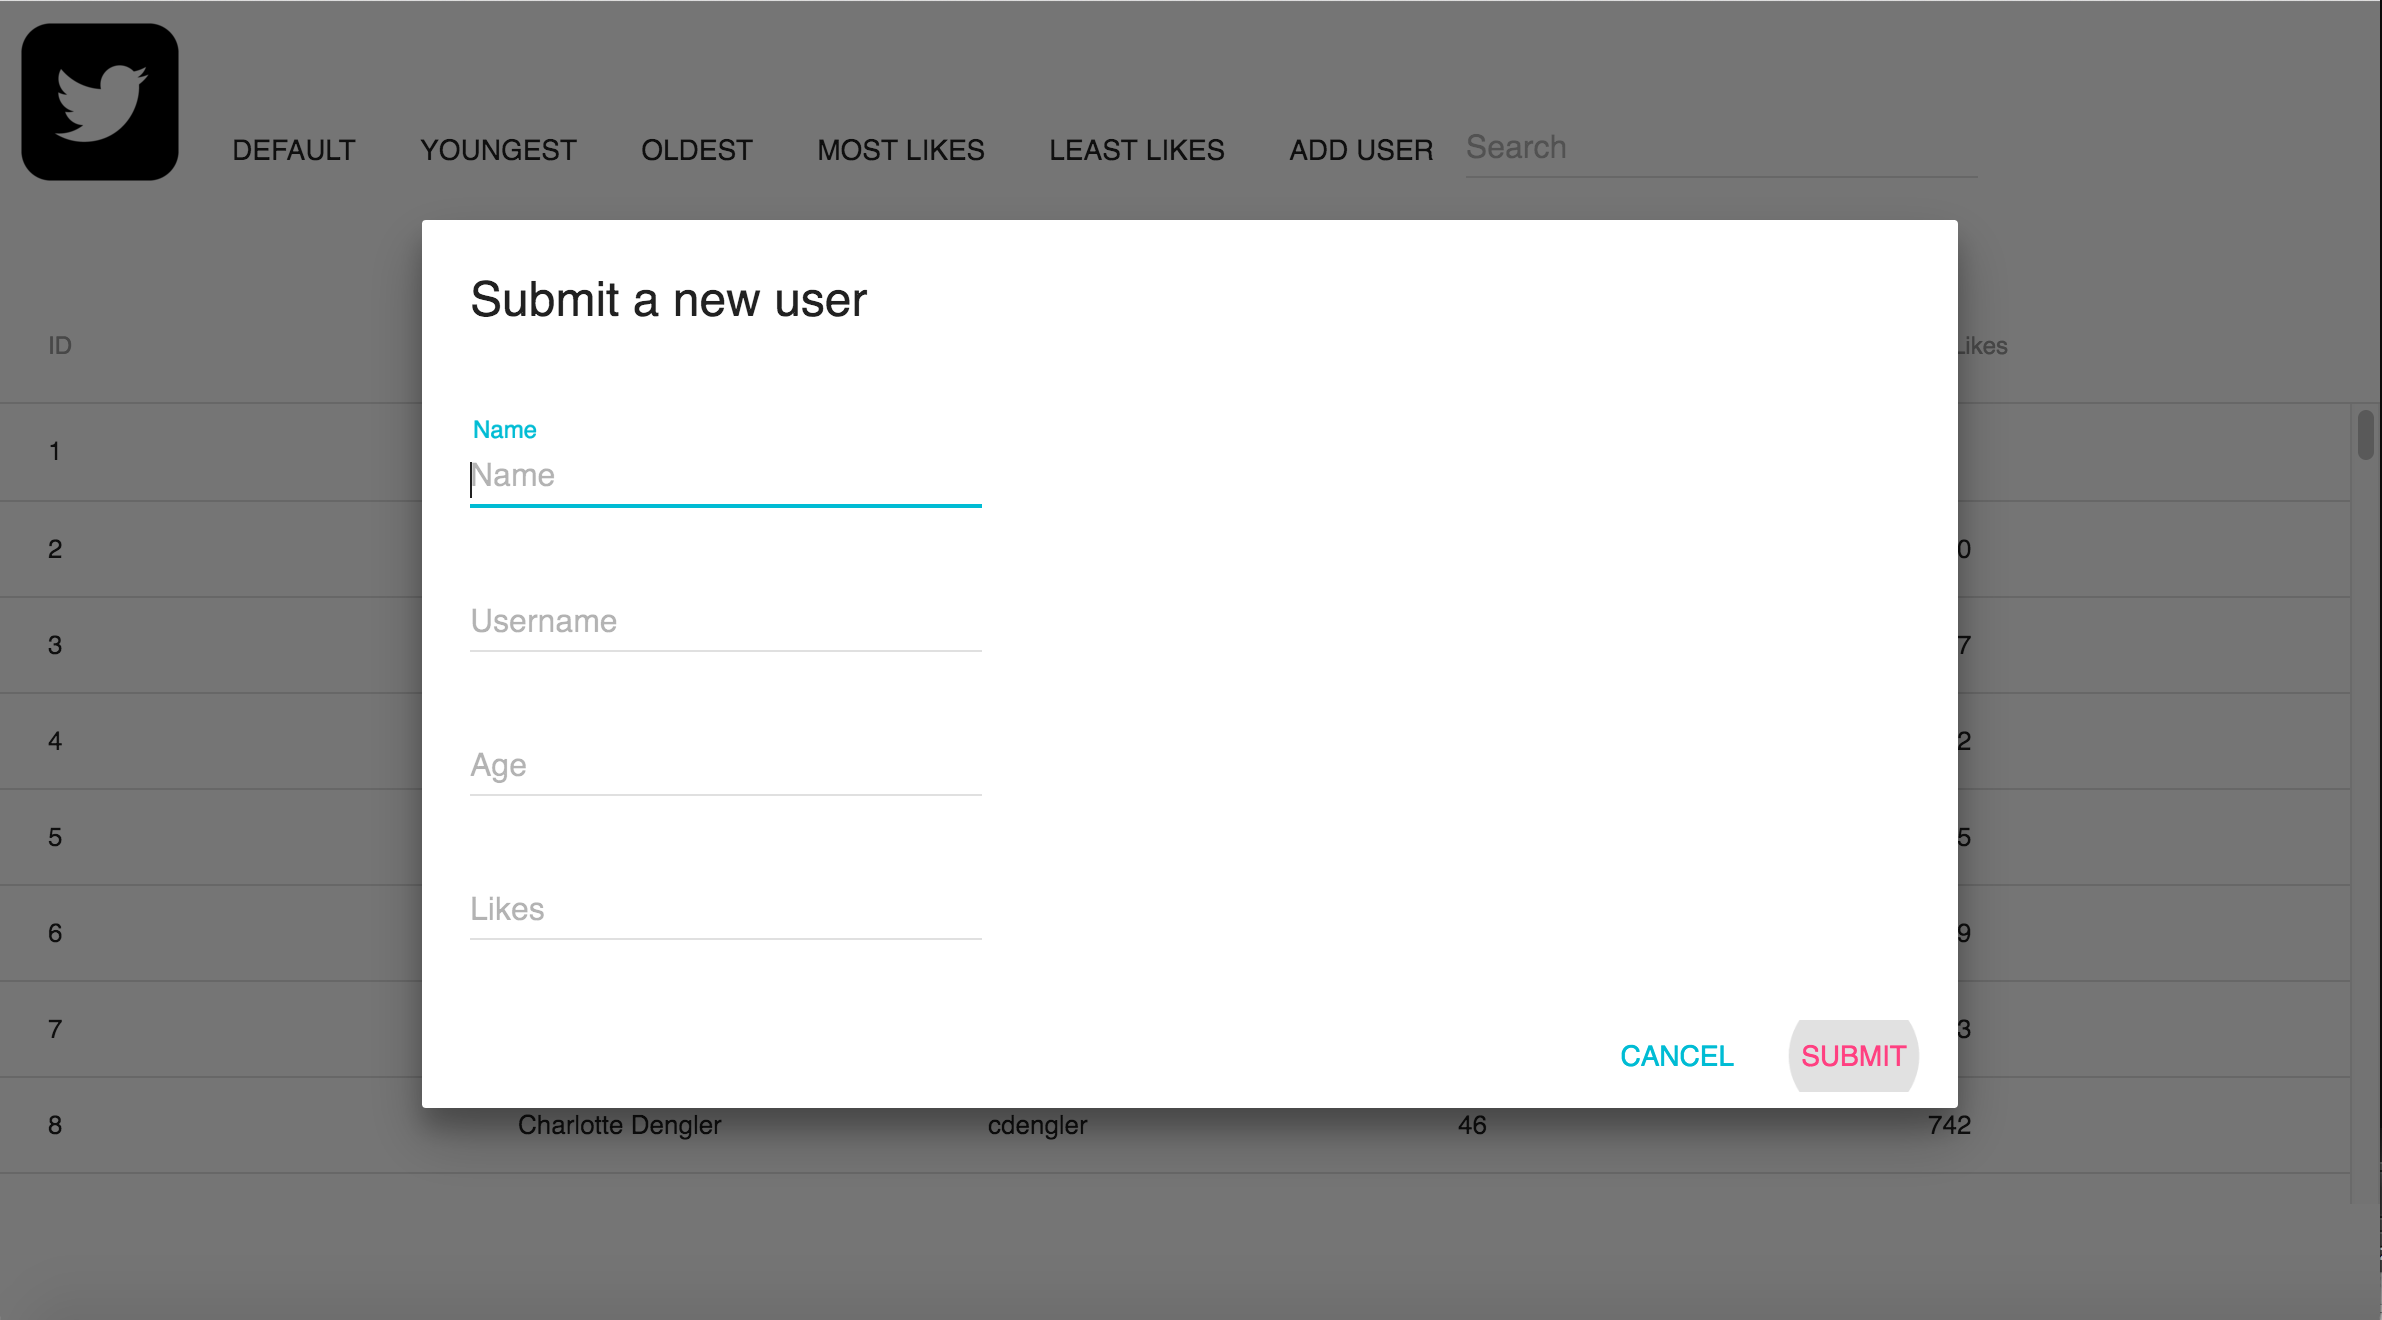 DEFAULT YOUNGEST OLDEST MOST LIKES LEAST LIKES ADD USER Search
Submit a new user
ID Likes
Name
Name
Username
Age
Likes
CANCEL SUBMIT
1
2 0
3 7
4 2
5 5
6 9
7 3
8 Charlotte Dengler cdengler 46 742